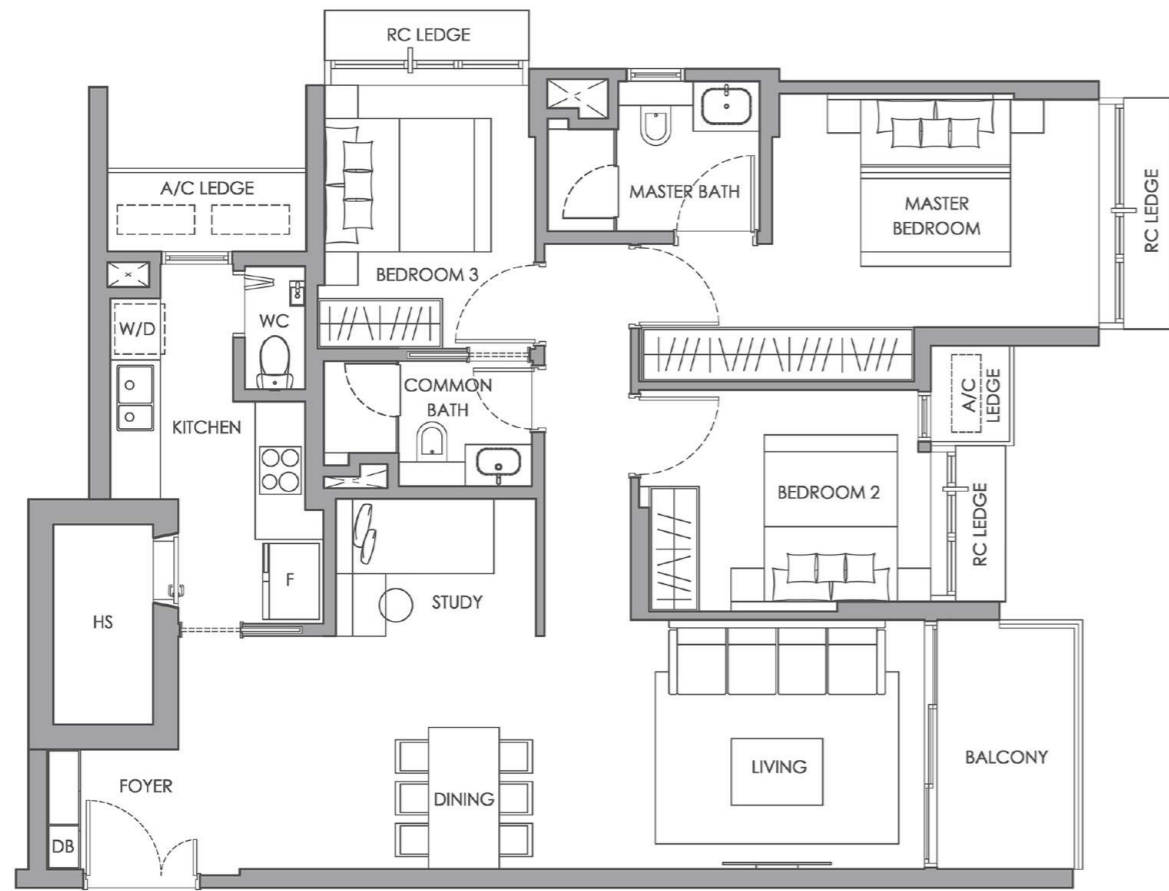 RC LEDGE
A/C LEDGE
MASTER BATH
MASTER
BEDROOM
RC LEDGE
BEDROOM 3
W/D
WC
COMMON
BATH
A/C
LEDGE
KITCHEN
BEDROOM 2
RC LEDGE
F
STUDY
HS
FOYER
DINING
LIVING
BALCONY
DB